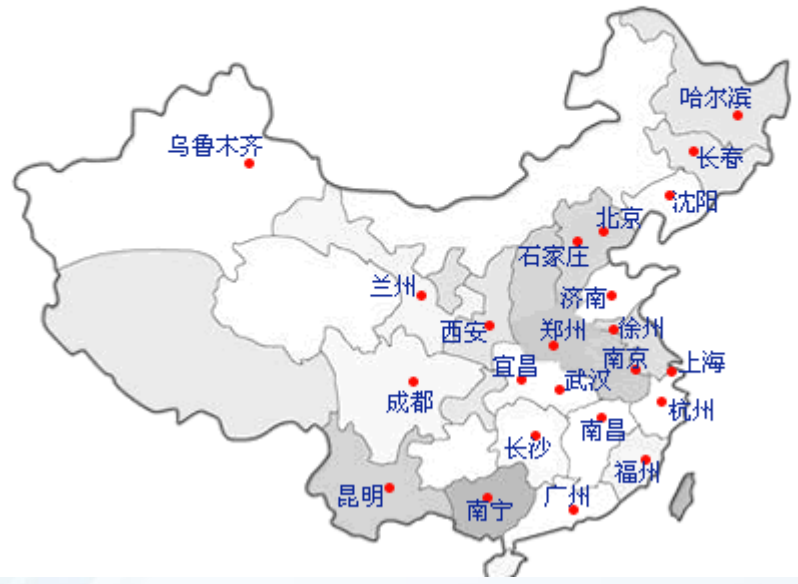 哈尔滨
乌鲁木齐
长春
沈阳
北京
石家庄
兰州
济南
西安
郑州
徐州
宜昌
南京
上海
成都
武汉
杭州
长沙
南昌
福州
昆明
南宁
广州